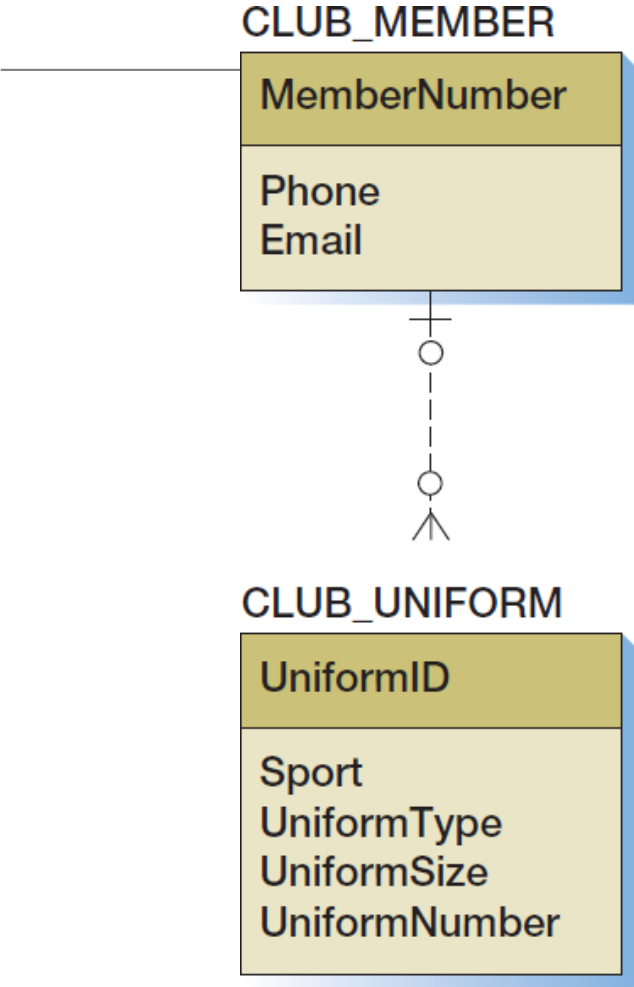 CLUB_MEMBER
MemberNumber
Phone
Email
CLUB_UNIFORM
UniformID
Sport
UniformType
UniformSize
UniformNumber